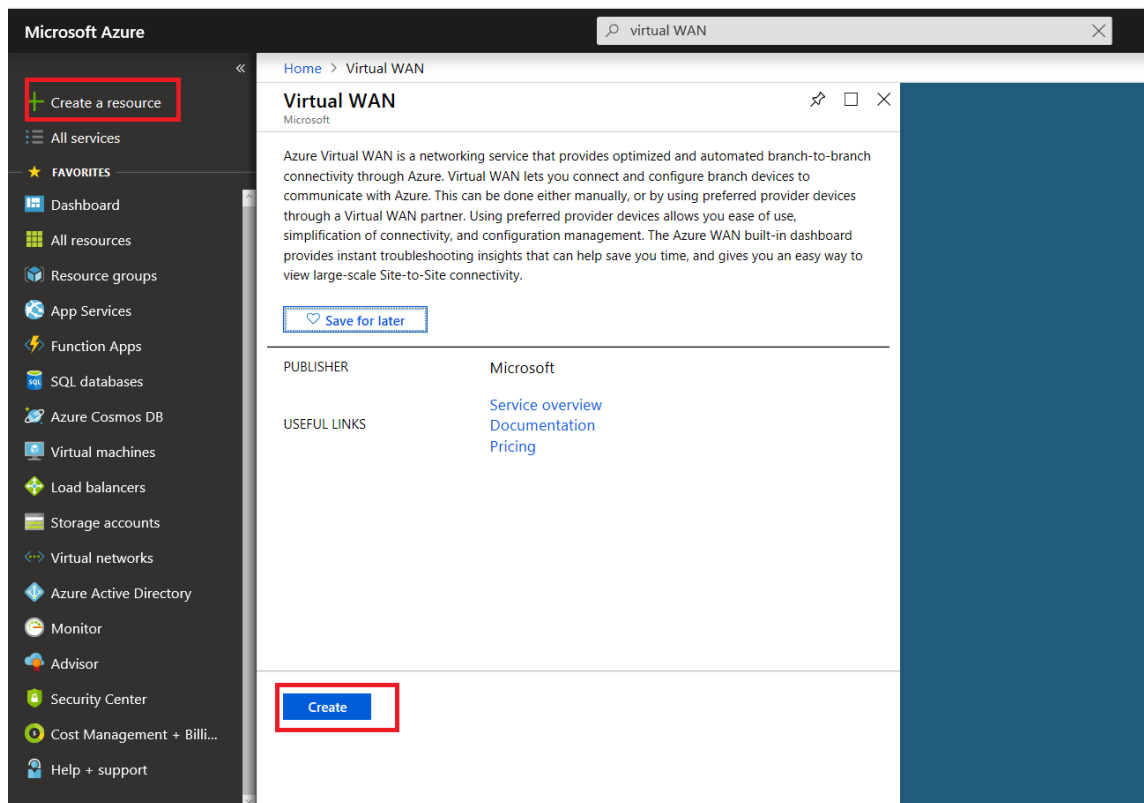 Microsoft Azure
virtual WAN
Create a resource
All services
FAVORITES
Dashboard
All resources
Resource groups
App Services
Function Apps
SQL databases
Azure Cosmos DB
Virtual machines
Load balancers
Storage accounts
Virtual networks
Azure Active Directory
Monitor
Advisor
Security Center
Cost Management + Billi...
Help + support
Home > Virtual WAN
Virtual WAN
Microsoft
Azure Virtual WAN is a networking service that provides optimized and automated branch-to-branch
connectivity through Azure. Virtual WAN lets you connect and configure branch devices to
communicate with Azure. This can be done either manually, or by using preferred provider devices
through a Virtual WAN partner. Using preferred provider devices allows you ease of use,
simplification of connectivity, and configuration management. The Azure WAN built-in dashboard
provides instant troubleshooting insights that can help save you time, and gives you an easy way to
view large-scale Site-to-Site connectivity.
Save for later
PUBLISHER
Microsoft
USEFUL LINKS
Service overview
Documentation
Pricing
Create